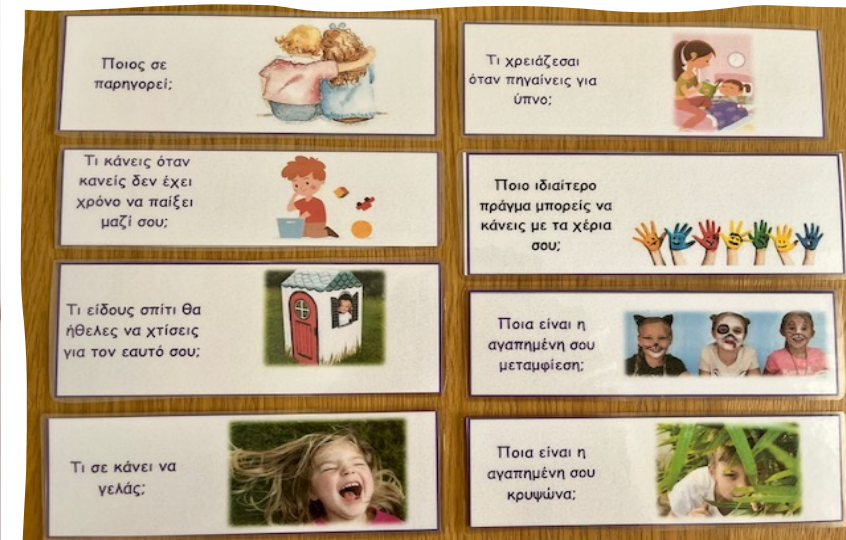 Ποιος σε
παρηγορεί;
Τι χρειάζεσαι
όταν πηγαίνεις για
ύπνο;
Τι κάνεις όταν
κανείς δεν έχει
χρόνο να παίξει
μαζί σου;
Ποιο ιδιαίτερο
πράγμα μπορείς να
κάνεις με τα χέρια
σου;
Τι είδους σπίτι θα
ήθελες να χτίσεις
για τον εαυτό σου;
Ποια είναι η
αγαπημένη σου
μεταμφίεση;
Τι σε κάνει να
γελάς;
Ποια είναι η
αγαπημένη σου
κρυψώνα;